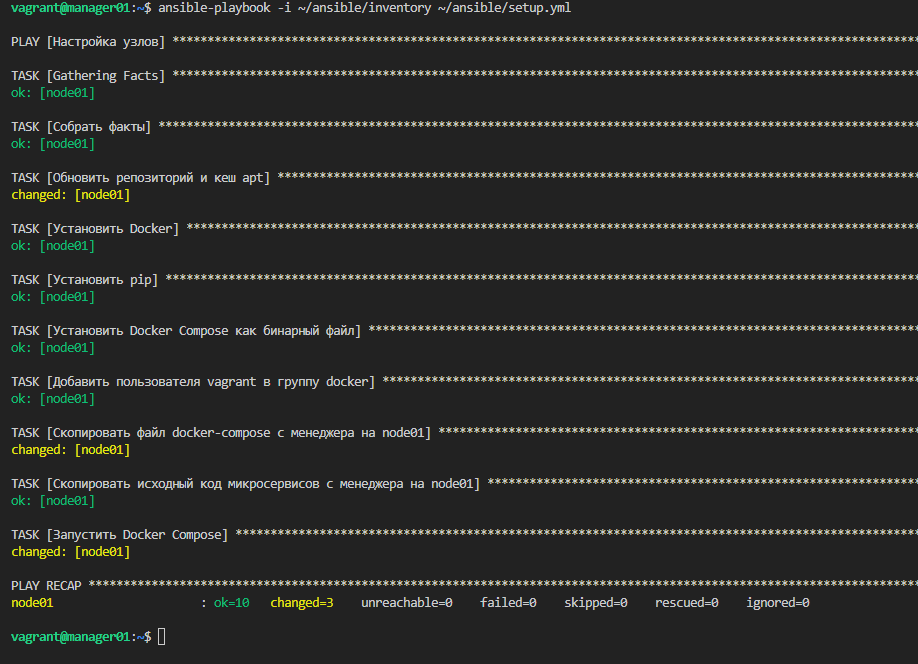 vagrant@manager01:~$ ansible-playbook -i ~/ansible/inventory ~/ansible/setup.yml
PLAY [Настройка узлов] **********************************************************************************************************
TASK [Gathering Facts] **********************************************************************************************************
ok: [node01]
TASK [Собрать факты] ************************************************************************************************************
ok: [node01]
TASK [Обновить репозиторий и кеш apt] *******************************************************************************************
changed: [node01]
TASK [Установить Docker] ********************************************************************************************************
ok: [node01]
TASK [Установить pip] ***********************************************************************************************************
ok: [node01]
TASK [Установить Docker Compose как бинарный файл] ******************************************************************************
ok: [node01]
TASK [Добавить пользователя vagrant в группу docker] ****************************************************************************
ok: [node01]
TASK [Скопировать файл docker-compose с менеджера на node01] ********************************************************************
changed: [node01]
TASK [Скопировать исходный код микросервисов с менеджера на node01] *************************************************************
ok: [node01]
TASK [Запустить Docker Compose] *************************************************************************************************
changed: [node01]
PLAY RECAP **********************************************************************************************************************
node01 : ok=10 changed=3 unreachable=0 failed=0 skipped=0 rescued=0 ignored=0
vagrant@manager01:~$